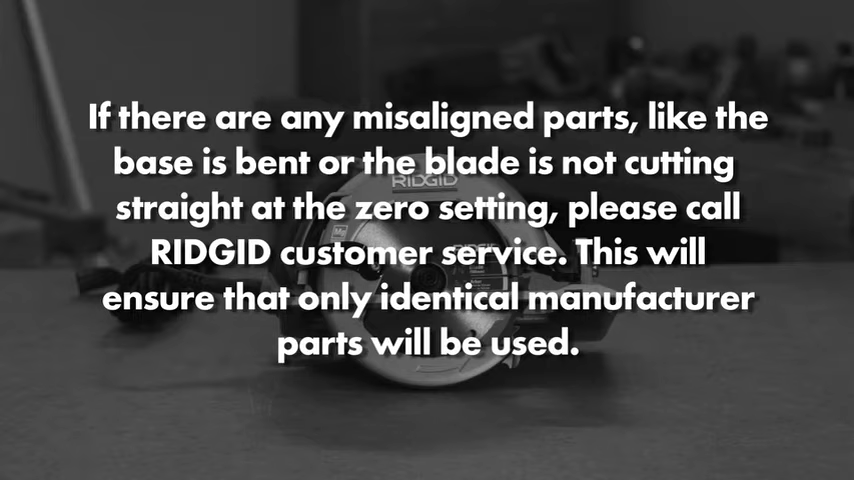 If there are any misaligned parts, like the
base is bent or the blade is not cutting
straight at the zero setting, please call
RIDGID customer service. This will
ensure that only identical manufacturer
parts will be used.
RIDGID